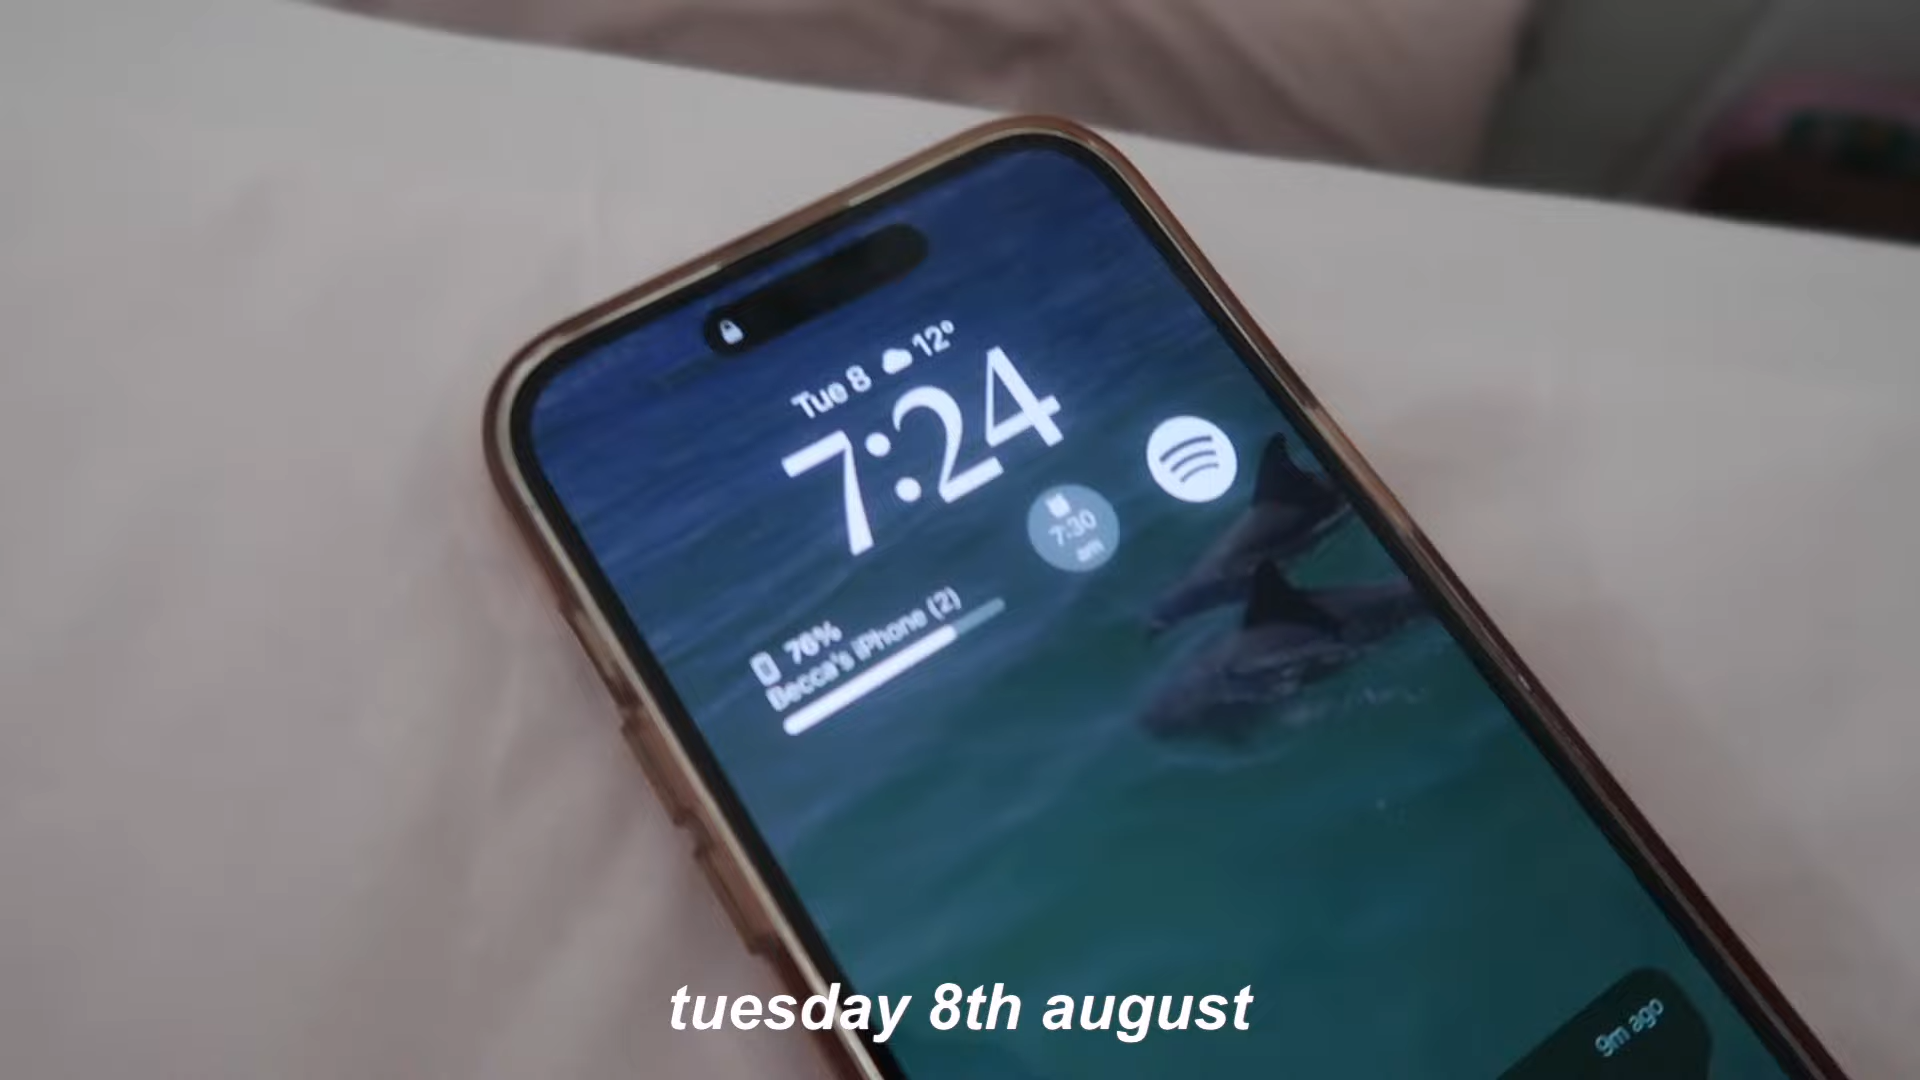 Tue 8 12°
7:24
7:30
am
76%
Becca's iPhone (2)
9m ago
tuesday 8th august